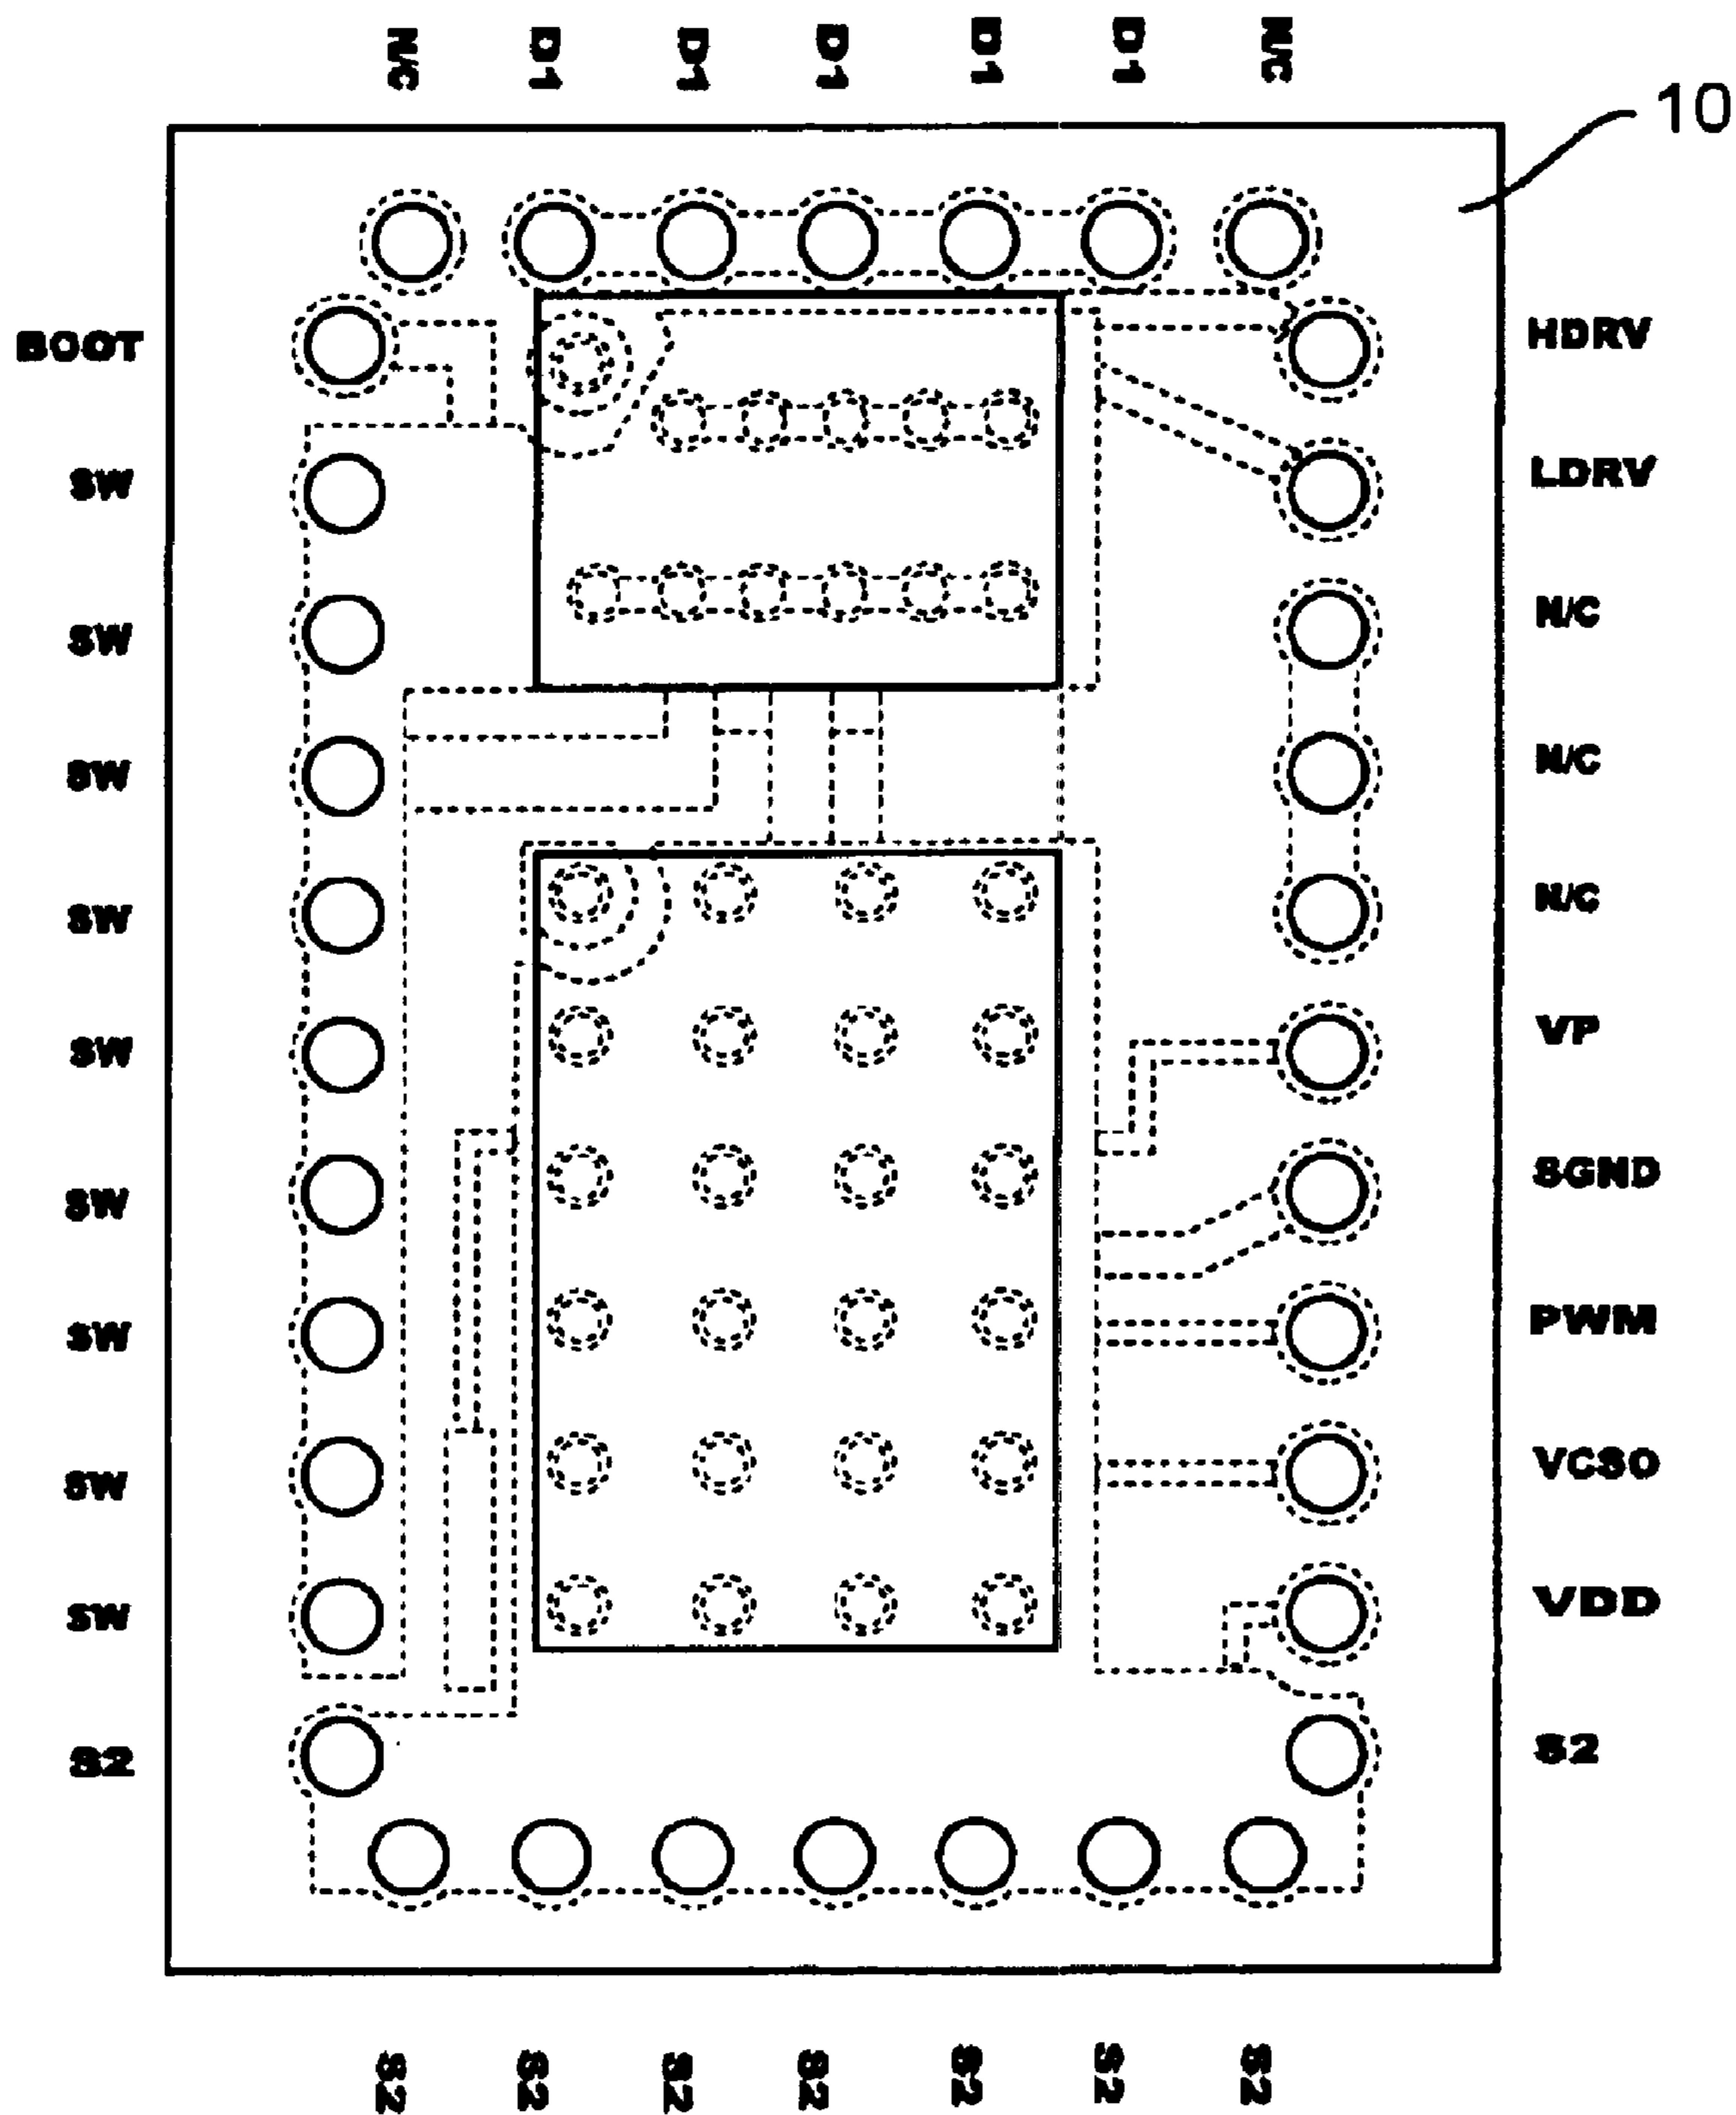 N/C D1 D1 D1 D1 D1 N/C
10
BOOT HDRV
SW LDRV
SW N/C
SW N/C
SW N/C
SW VP
SW SGND
SW PWM
SW VCSO
SW VDD
S2 S2
S2 S2 S2 S2 S2 S2 S2